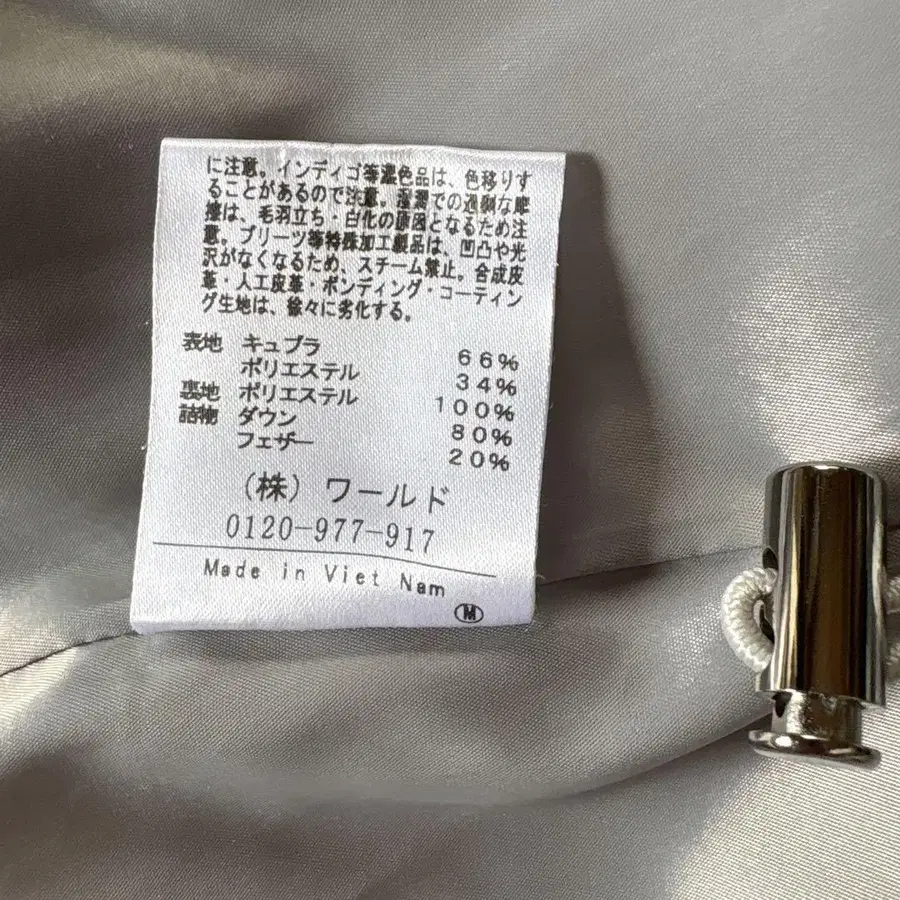 に注意。インディゴ等濃色品は、色移りす
ることがあるので注意。湿潤での過剰な摩
擦は、毛羽立ち・白化の原因となるため注
意。プリーツ等特殊加工製品は、凹凸や光
沢がなくなるため、スチーム禁止。合成皮
革・人工皮革・ボンディング・コーティン
グ生地は、徐々に劣化する。
表地 キュプラ 66%
ポリエステル 34%
裏地 ポリエステル 100%
詰物 ダウン 80%
フェザー 20%
(株) ワールド
0120-977-917
Made in Viet Nam
M